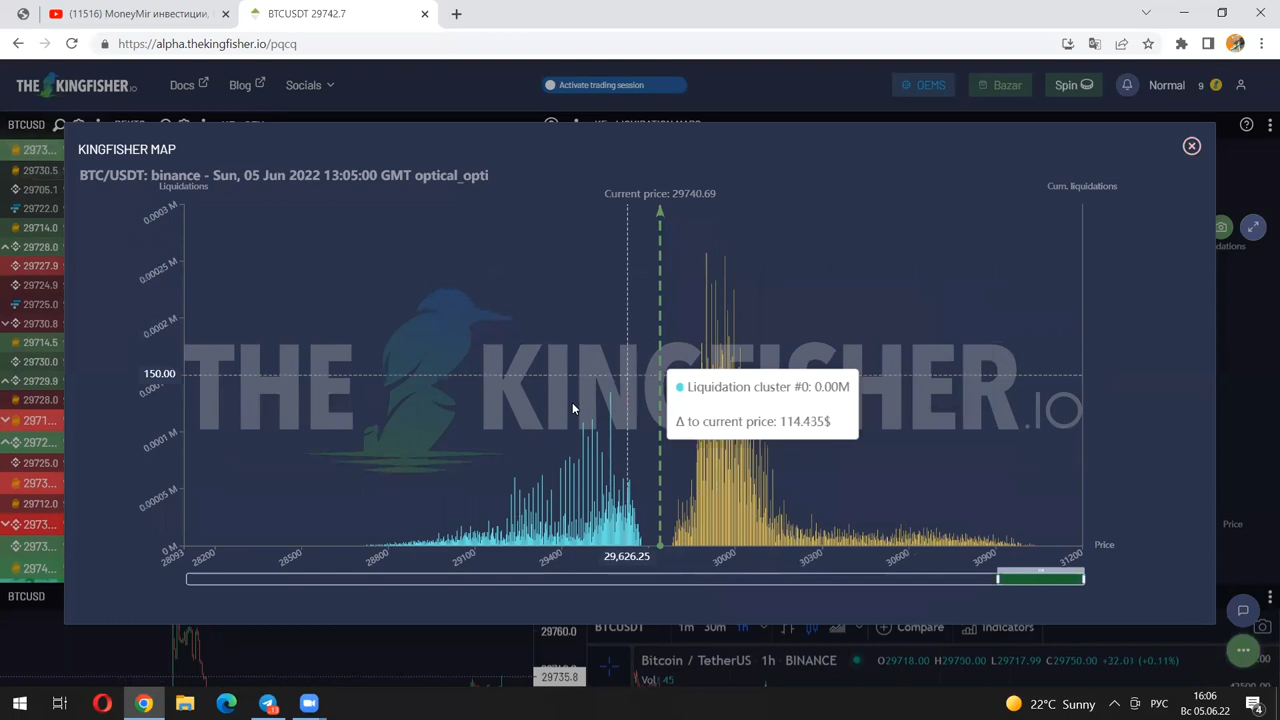 (11516) MoneyMir инвестиции,
BTCUSDT 29742.7
https://alpha.thekingfisher.io/pqcq
THE KINGFISHER.IO
Docs
Blog
Socials
Activate trading session
OEMS
Bazar
Spin
Normal
9
BTCUSD
KINGFISHER MAP
BTC/USDT: binance - Sun, 05 Jun 2022 13:05:00 GMT optical_opti
Liquidations
Current price: 29740.69
Cum. liquidations
2973...
29730.5
29705.1
29722.0
29714.0
29728.0
29727.9
29724.9
29725.0
29730.8
29714.5
29730.0
29729.9
29728.0
2971...
2972...
29725.0
2973...
29712.0
2973...
2973...
2974...
0.0003 M
0.00025 M
0.0002 M
150.00
0.0001 M
0.00005 M
0 M
THE KINGFISHER.IO
Liquidation cluster #0: 0.00M
Δ to current price: 114.435$
28093
28200
28500
28800
29100
29400
29,626.25
30000
30300
30600
30900
31200
Price
Price
BTCUSD
29760.0
29735.8
BTCUSDT
1m
30m
1h
Compare
Indicators
Bitcoin / TetherUS
1h
BINANCE
O29718.00 H29750.00 L29717.99 C29750.00 +32.01 (+0.11%)
Vol
45
22°C Sunny
РУС
16:06
Вс 05.06.22